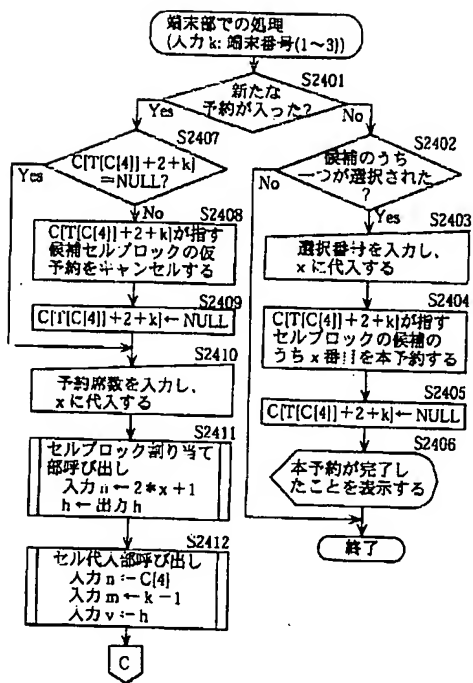 端末部での処理
(入力k: 端末番号(1～3))
S2401
新たな
予約が入った?
Yes
No
S2407
C[T[C[4]]+2+k]
=NULL?
Yes
No
S2408
C[T[C[4]]+2+k]が指す
候補セルブロックの仮
予約をキャンセルする
S2409
C[T[C[4]]+2+k]←NULL
S2410
予約席数を入力し、
xに代入する
S2411
セルブロック割り当て
部呼び出し
入力n←2*x+1
h←出力h
S2412
セル代入部呼び出し
入力n←C[4]
入力m←k-1
入力v←h
C
S2402
候補のうち
一つが選択された
?
No
Yes
S2403
選択番号を入力し、
xに代入する
S2404
C[T[C[4]]+2+k]が指す
セルブロックの候補の
うちx番目を本予約する
S2405
C[T[C[4]]+2+k]←NULL
S2406
本予約が完了し
たことを表示する
終了